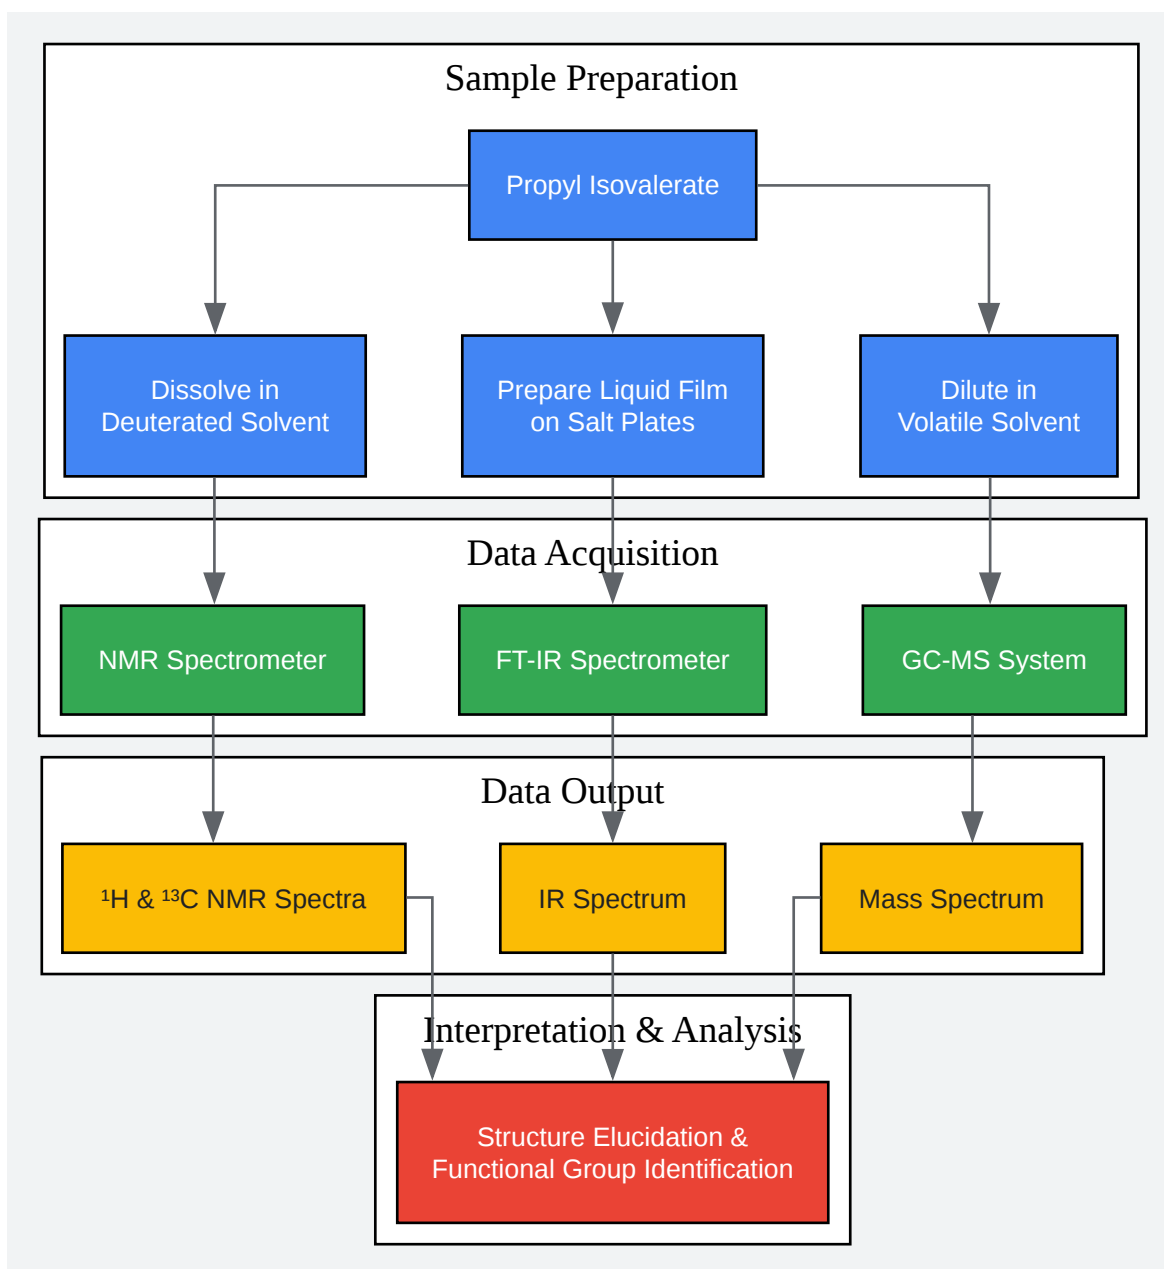 Sample Preparation
Propyl Isovalerate
Dissolve in
Deuterated Solvent
Prepare Liquid Film
on Salt Plates
Dilute in
Volatile Solvent
Data Acquisition
NMR Spectrometer
FT-IR Spectrometer
GC-MS System
Data Output
¹H & ¹³C NMR Spectra
IR Spectrum
Mass Spectrum
Interpretation & Analysis
Structure Elucidation &
Functional Group Identification